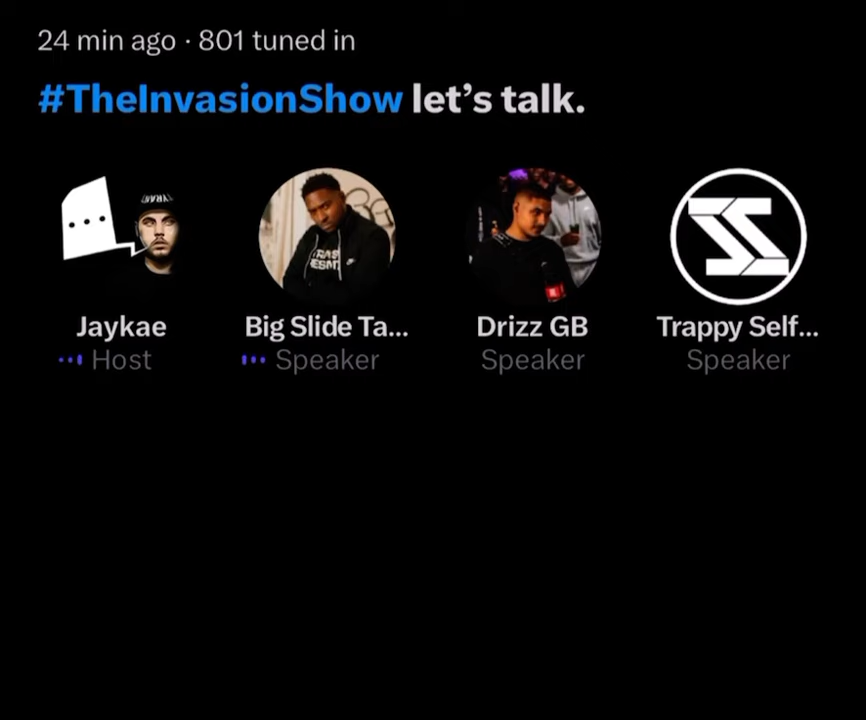 24 min ago · 801 tuned in
#TheInvasionShow let’s talk.
Jaykae
Big Slide Ta...
Drizz GB
Trappy Self...
Host
Speaker
Speaker
Speaker